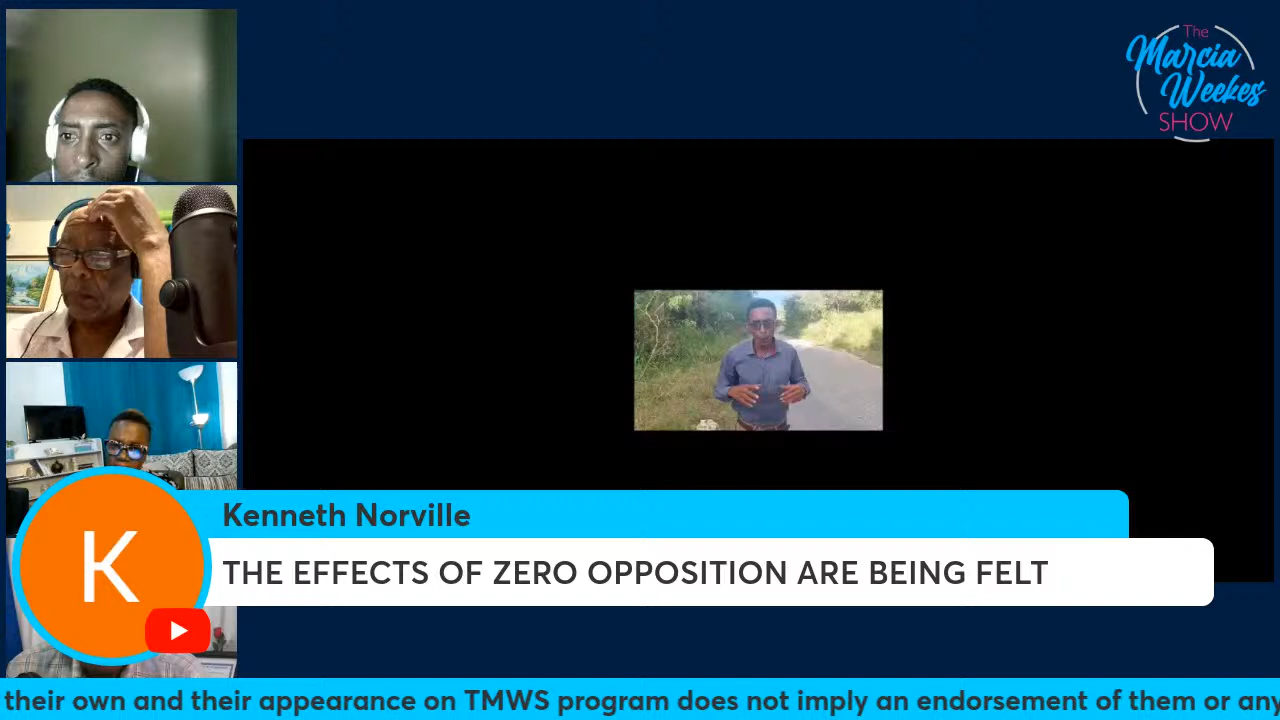 The
Marcia
Weekes
SHOW
K
Kenneth Norville
THE EFFECTS OF ZERO OPPOSITION ARE BEING FELT
their own and their appearance on TMWS program does not imply an endorsement of them or any